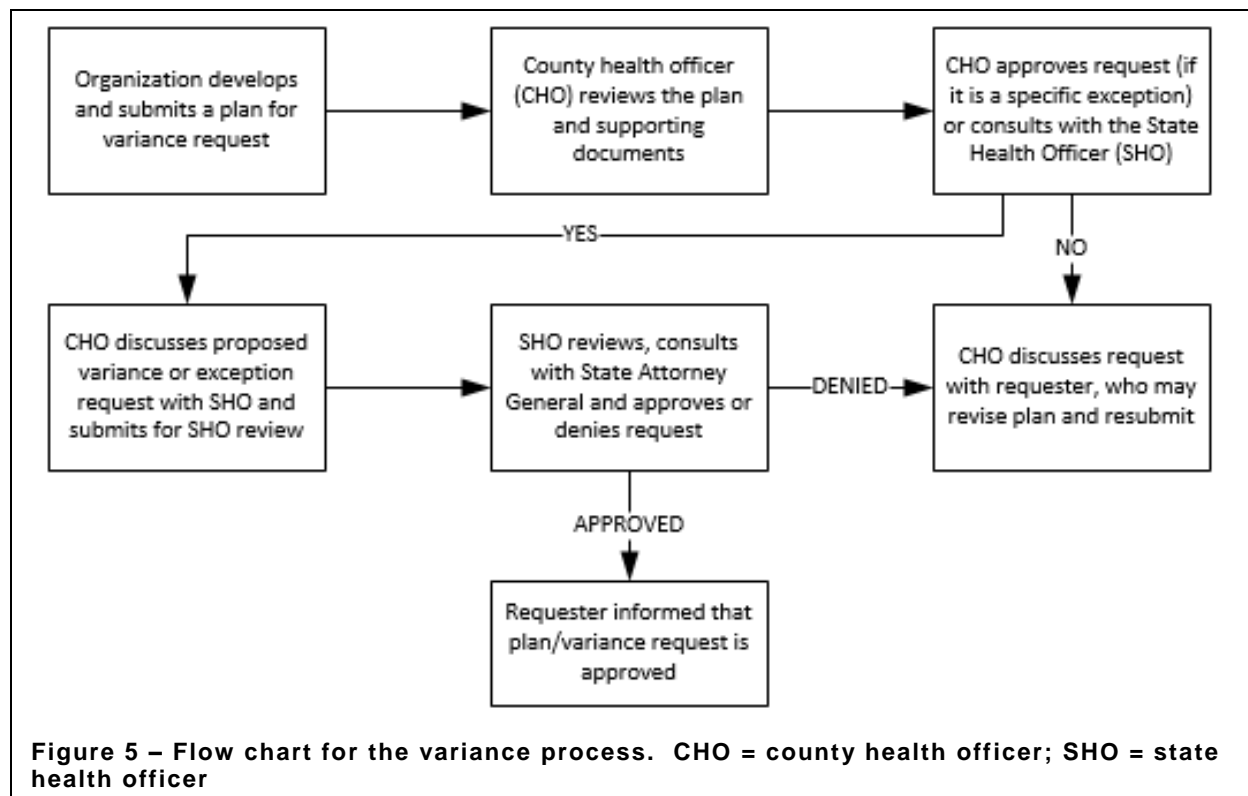 Organization develops
and submits a plan for
variance request
County health officer
(CHO) reviews the plan
and supporting
documents
CHO approves request (if
it is a specific exception)
or consults with the State
Health Officer (SHO)
YES
NO
CHO discusses proposed
variance or exception
request with SHO and
submits for SHO review
SHO reviews, consults
with State Attorney
General and approves or
denies request
DENIED
CHO discusses request
with requester, who may
revise plan and resubmit
APPROVED
Requester informed that
plan/variance request is
approved
Figure 5 – Flow chart for the variance process. CHO = county health officer; SHO = state
health officer